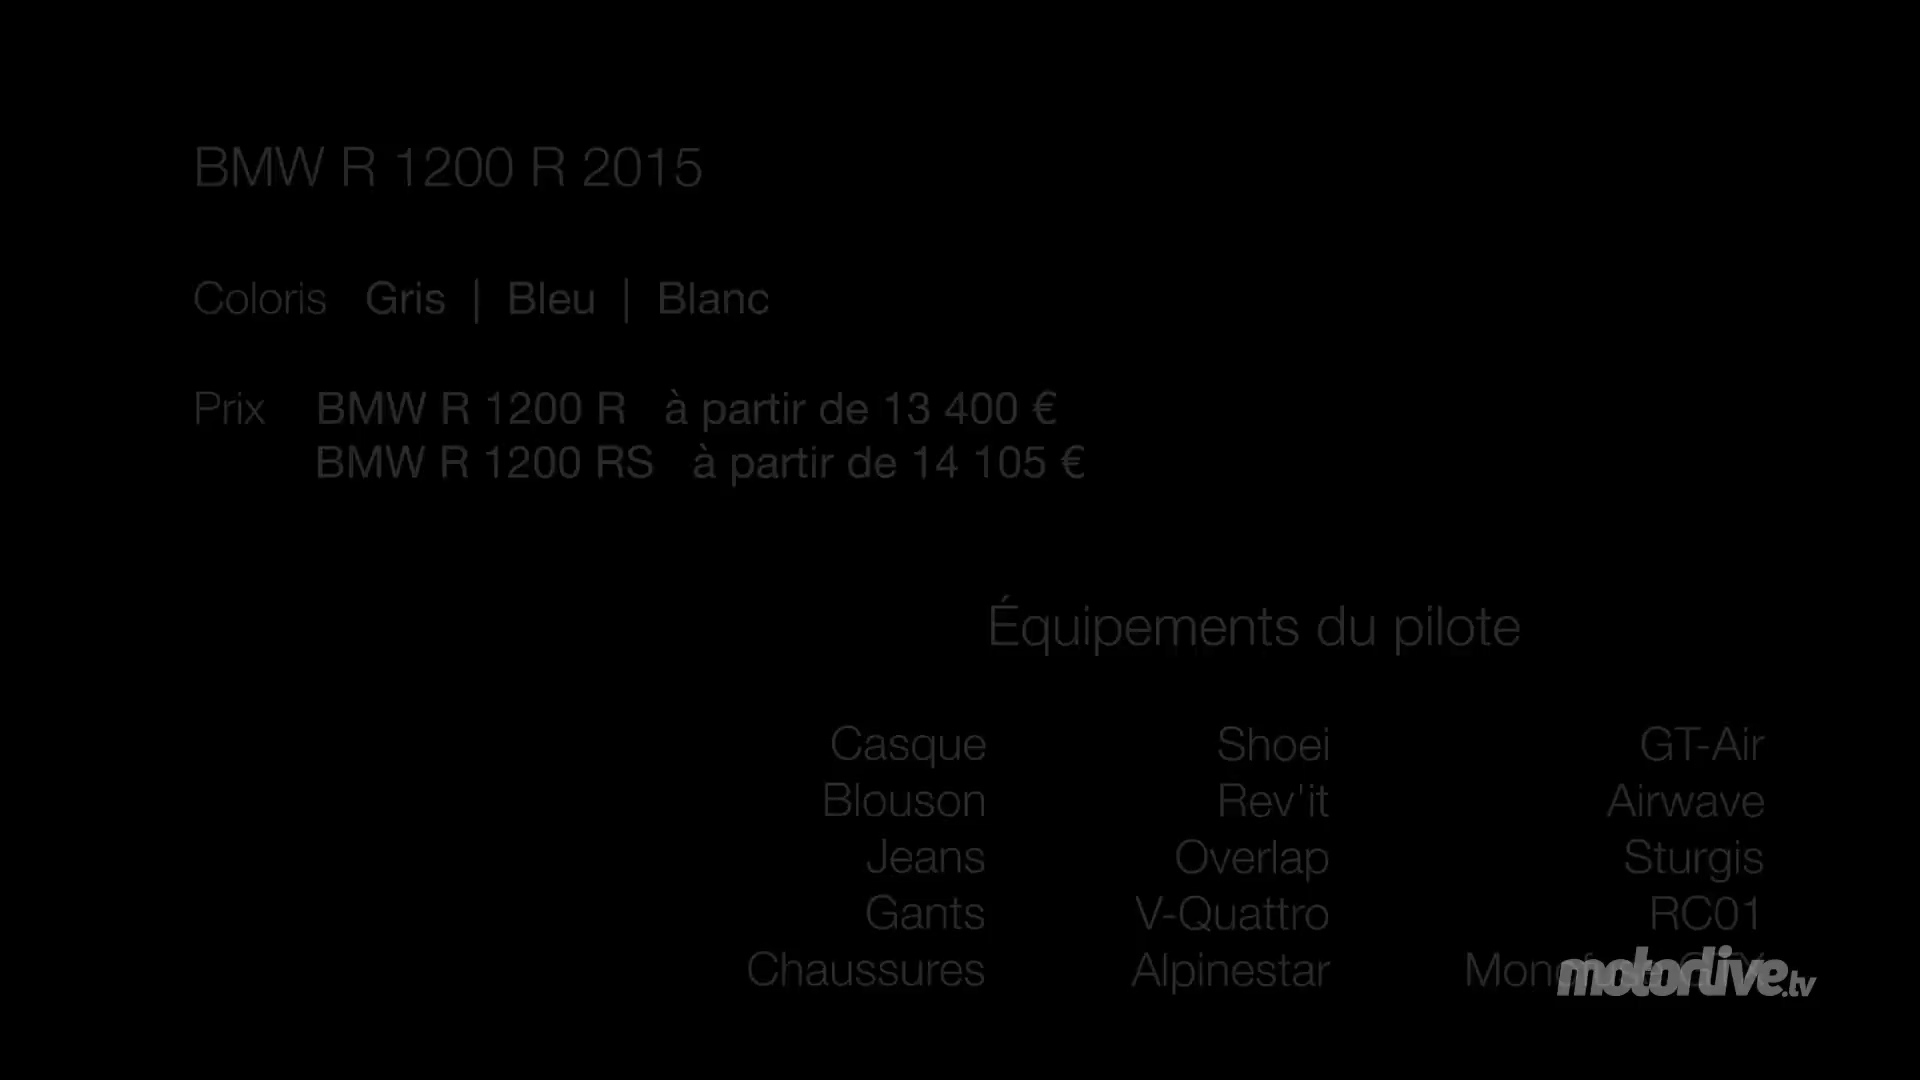 BMW R 1200 R 2015
Coloris Gris | Bleu | Blanc
Prix BMW R 1200 R à partir de 13 400 €
BMW R 1200 RS à partir de 14 105 €
Équipements du pilote
Casque Shoei GT-Air
Blouson Rev'it Airwave
Jeans Overlap Sturgis
Gants V-Quattro RC01
Chaussures Alpinestar
motorlive.tv